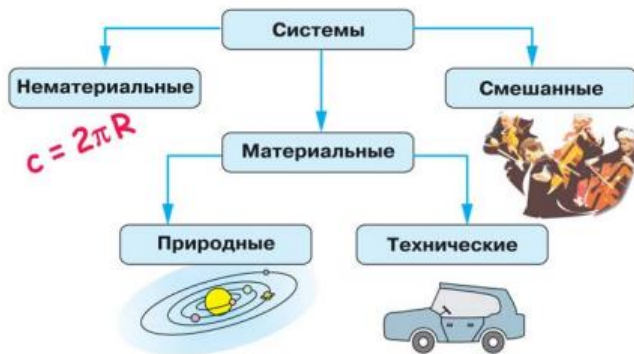 Системы
Нематериальные
Смешанные
c = 2πR
Материальные
Природные
Технические